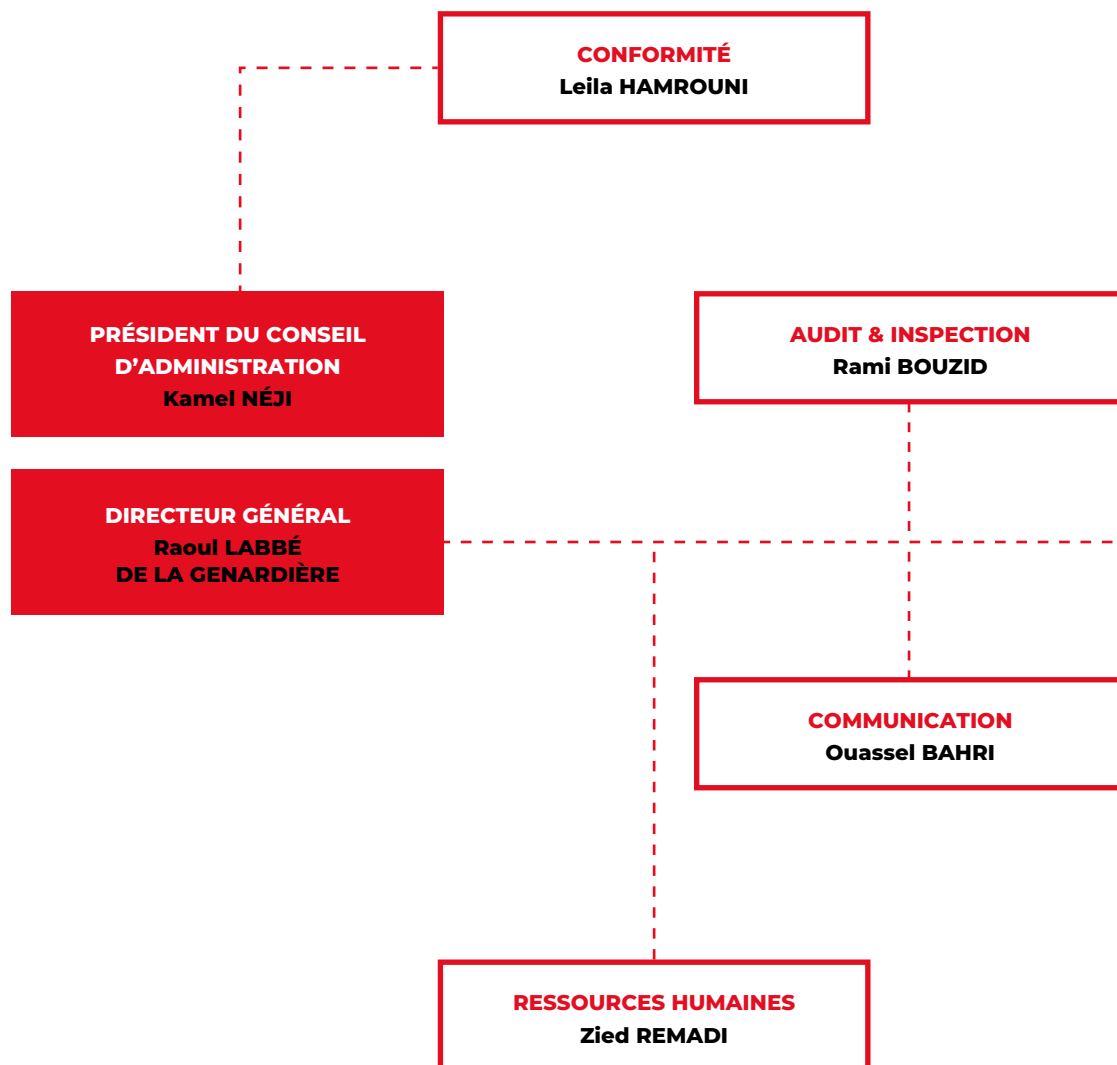 CONFORMITÉ
Leila HAMROUNI
PRÉSIDENT DU CONSEIL
D’ADMINISTRATION
Kamel NÉJI
AUDIT & INSPECTION
Rami BOUZID
DIRECTEUR GÉNÉRAL
Raoul LABBÉ
DE LA GENARDIÈRE
COMMUNICATION
Ouassel BAHRI
RESSOURCES HUMAINES
Zied REMADI